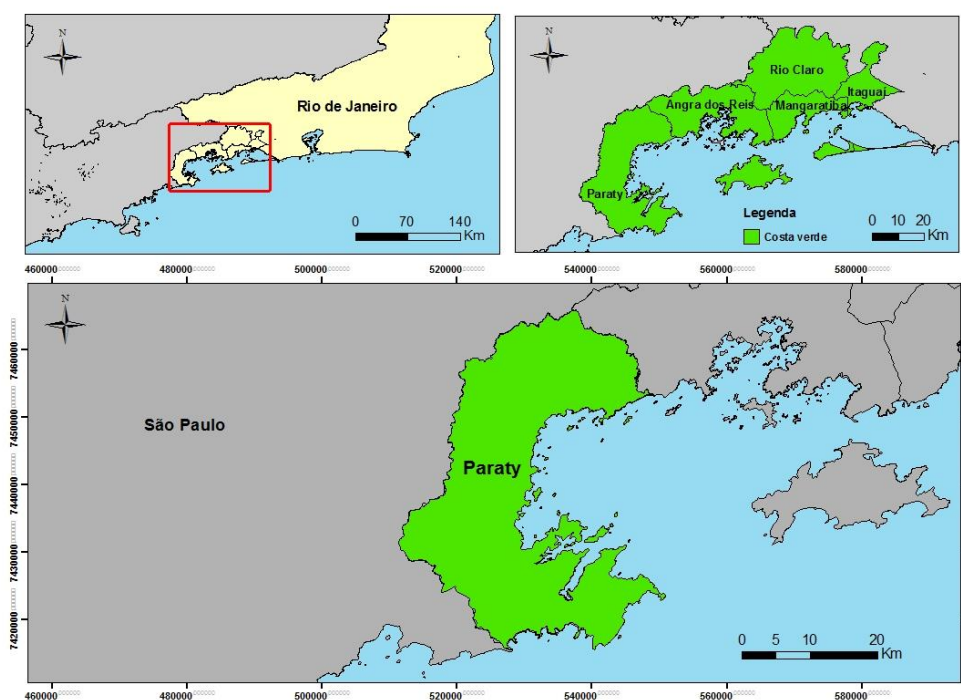 N
Rio de Janeiro
0 70 140
Km
N
Rio Claro
Itaguaí
Angra dos Reis
Mangaratiba
Paraty
Legenda
Costa verde
0 10 20
Km
460000 480000 500000 520000 540000 560000 580000
N
7460000
7450000
7440000
7430000
7420000
São Paulo
Paraty
0 5 10 20
Km
460000 480000 500000 520000 540000 560000 580000